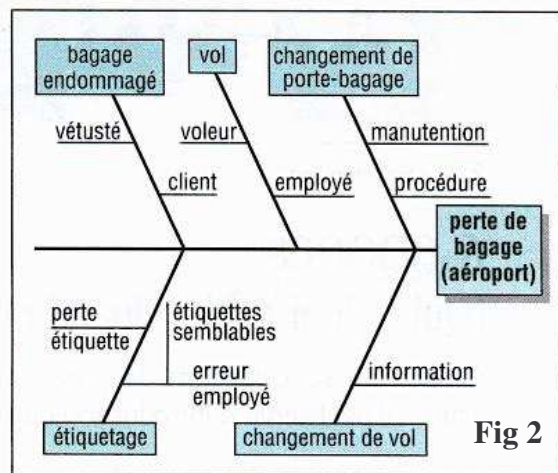 bagage
endommagé
vol
changement de
porte-bagage
vétusté
client
voleur
employé
manutention
procédure
perte de
bagage
(aéroport)
perte
étiquette
étiquettes
semblables
erreur
employé
information
étiquetage
changement de vol
Fig 2